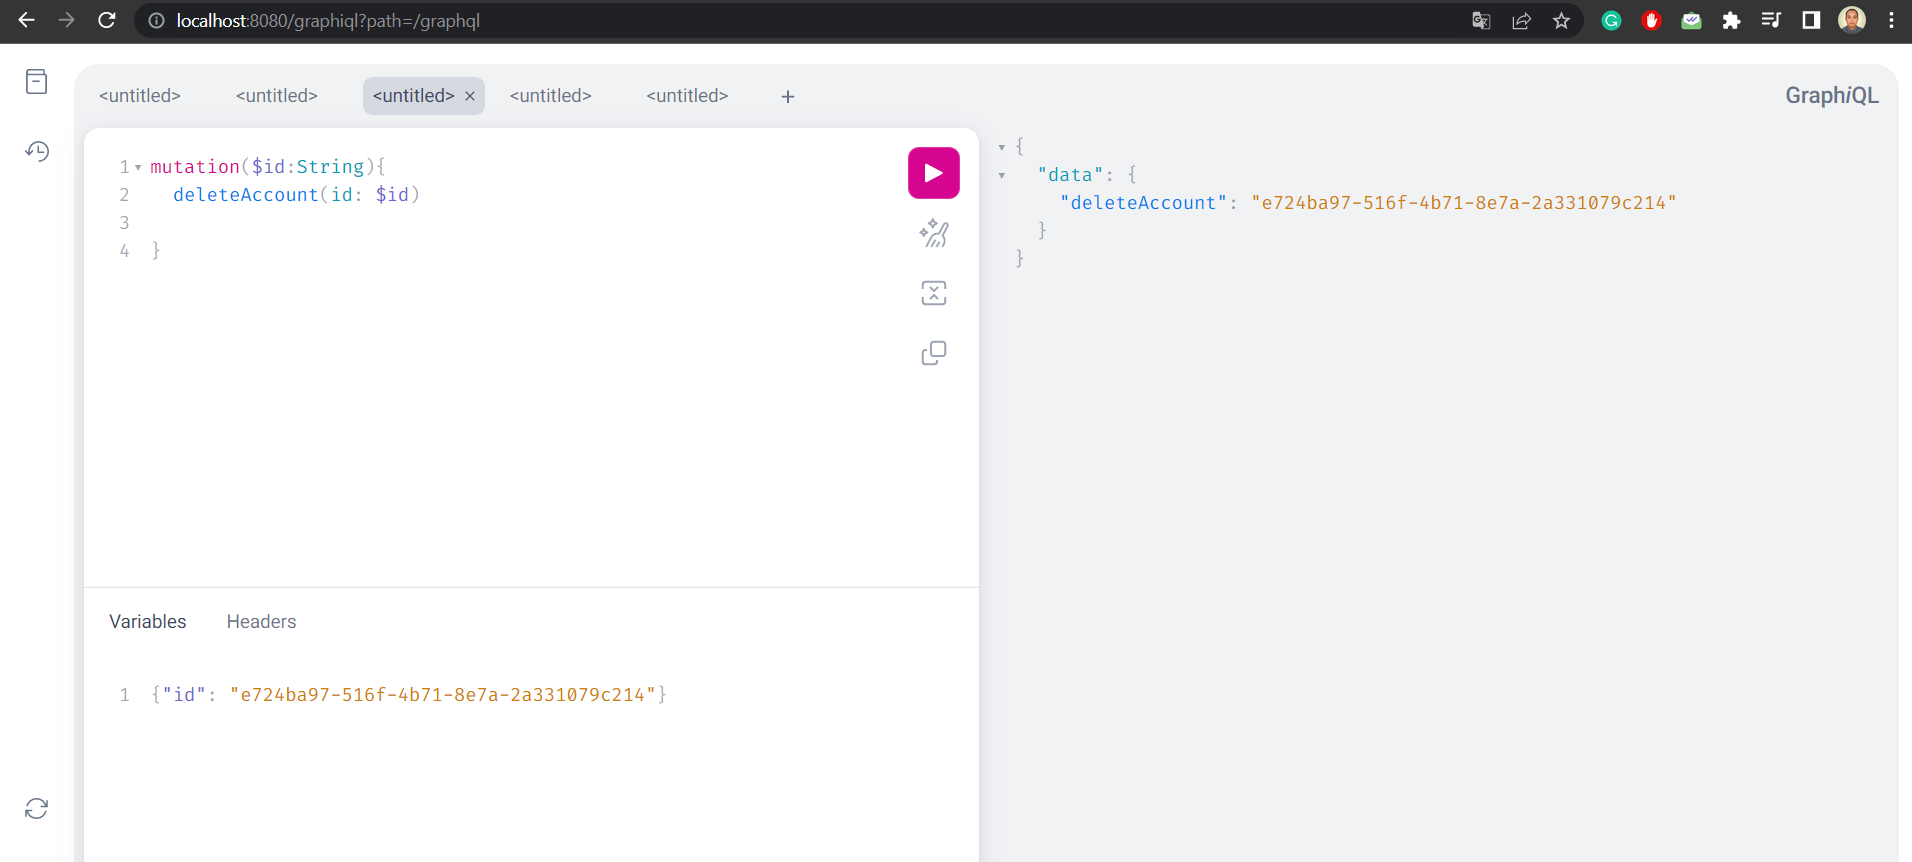 localhost:8080/graphiql?path=/graphql
<untitled> <untitled> <untitled> × <untitled> <untitled> +
GraphiQL
1 mutation($id:String){
2 deleteAccount(id: $id)
3
4 }
{
"data": {
"deleteAccount": "e724ba97-516f-4b71-8e7a-2a331079c214"
}
}
Variables Headers
1 {"id": "e724ba97-516f-4b71-8e7a-2a331079c214"}